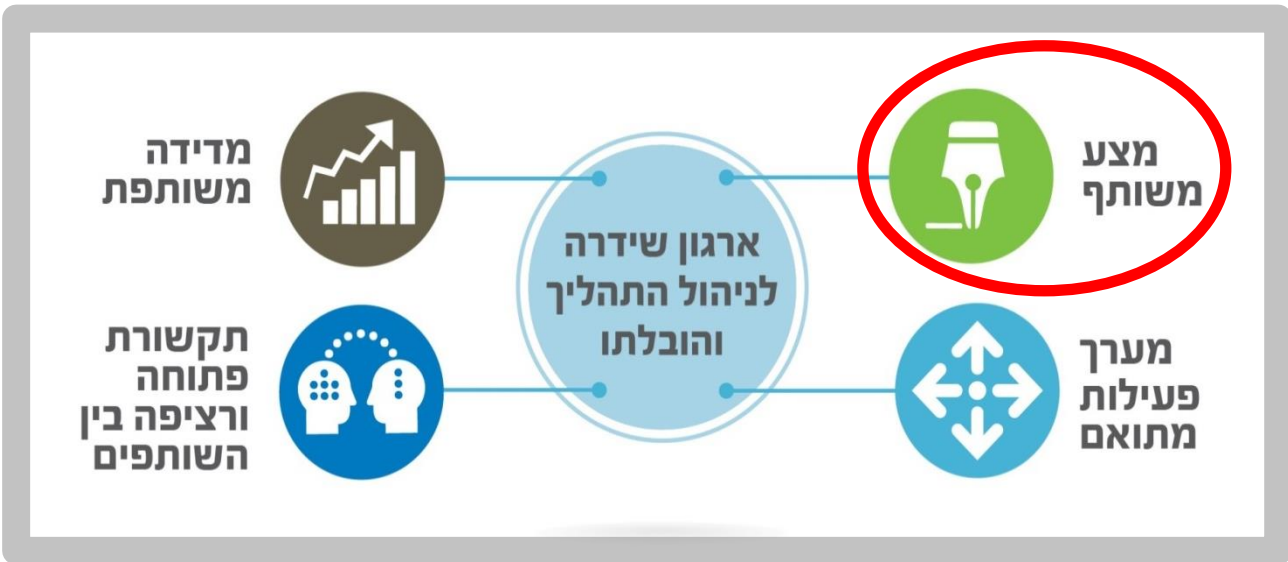 מצע
משותף
מערך
פעילות
מתואם
ארגון שידרה
לניהול התהליך
והובלתו
מדידה
משותפת
תקשורת
פתוחה
ורציפה בין
השותפים